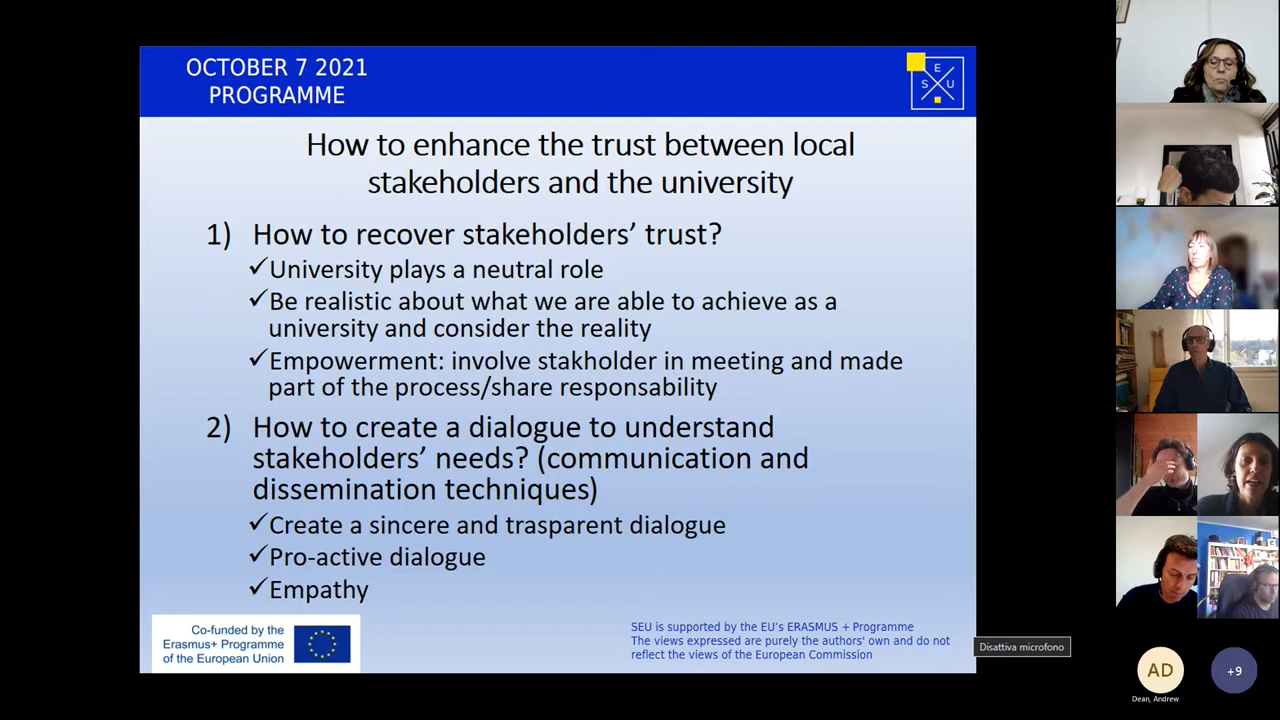 OCTOBER 7 2021
PROGRAMME
E
S U
How to enhance the trust between local
stakeholders and the university
1) How to recover stakeholders’ trust?
✓University plays a neutral role
✓Be realistic about what we are able to achieve as a
university and consider the reality
✓Empowerment: involve stakholder in meeting and made
part of the process/share responsability
2) How to create a dialogue to understand
stakeholders’ needs? (communication and
dissemination techniques)
✓Create a sincere and trasparent dialogue
✓Pro-active dialogue
✓Empathy
Co-funded by the
Erasmus+ Programme
of the European Union
SEU is supported by the EU's ERASMUS + Programme
The views expressed are purely the authors' own and do not
reflect the views of the European Commission
Disattiva microfono
AD
Dean, Andrew
+9